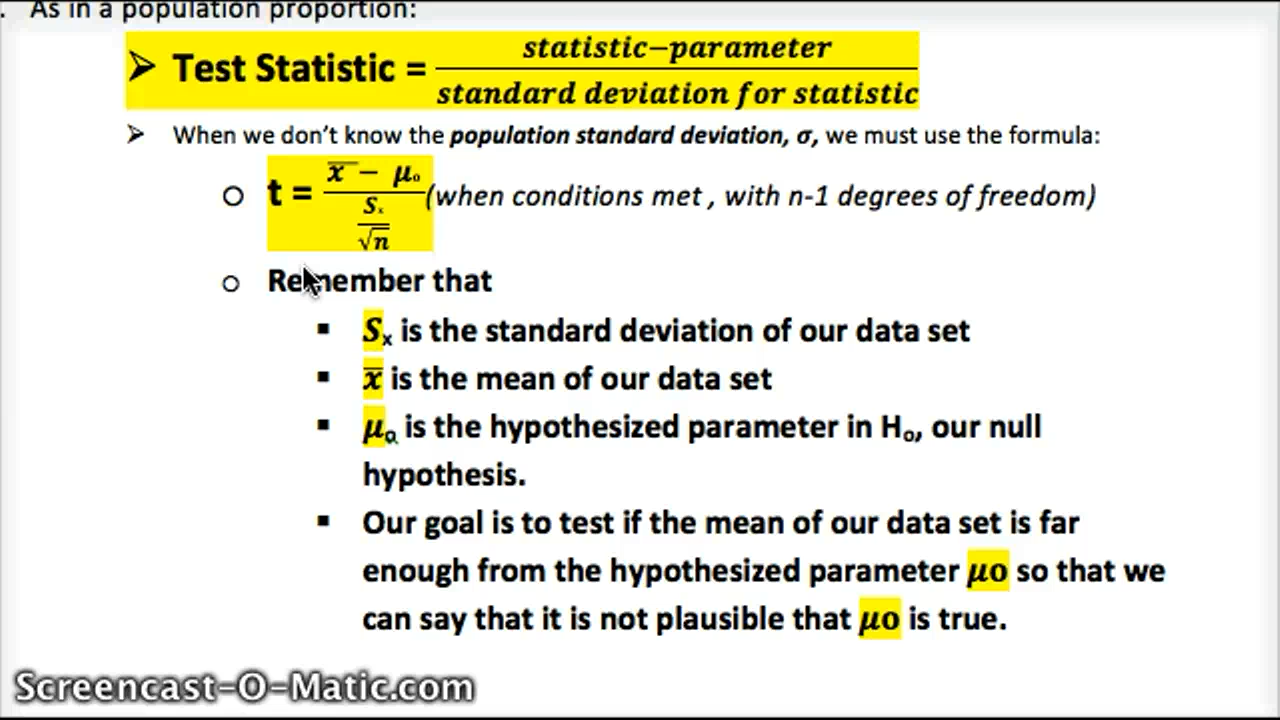 . As in a population proportion:
➢ Test Statistic = statistic−parameter / standard deviation for statistic
➢ When we don't know the population standard deviation, σ, we must use the formula:
o t = (x̄ − μ₀) / (Sₓ / √n) (when conditions met , with n-1 degrees of freedom)
o Remember that
▪ Sₓ is the standard deviation of our data set
▪ x̄ is the mean of our data set
▪ μₒ is the hypothesized parameter in Hₒ, our null
hypothesis.
▪ Our goal is to test if the mean of our data set is far
enough from the hypothesized parameter μo so that we
can say that it is not plausible that μo is true.
Screencast-O-Matic.com